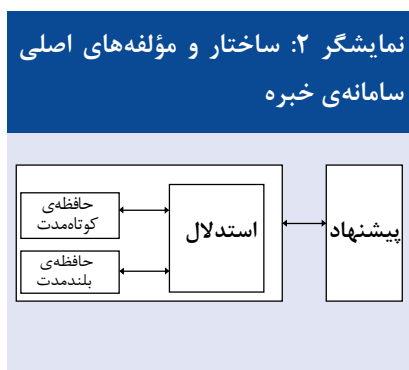 نمایشگر ۲: ساختار و مؤلفه‌های اصلی
سامانه‌ی خبره
پیشنهاد
استدلال
حافظه‌ی
کوتاه‌مدت
حافظه‌ی
بلندمدت